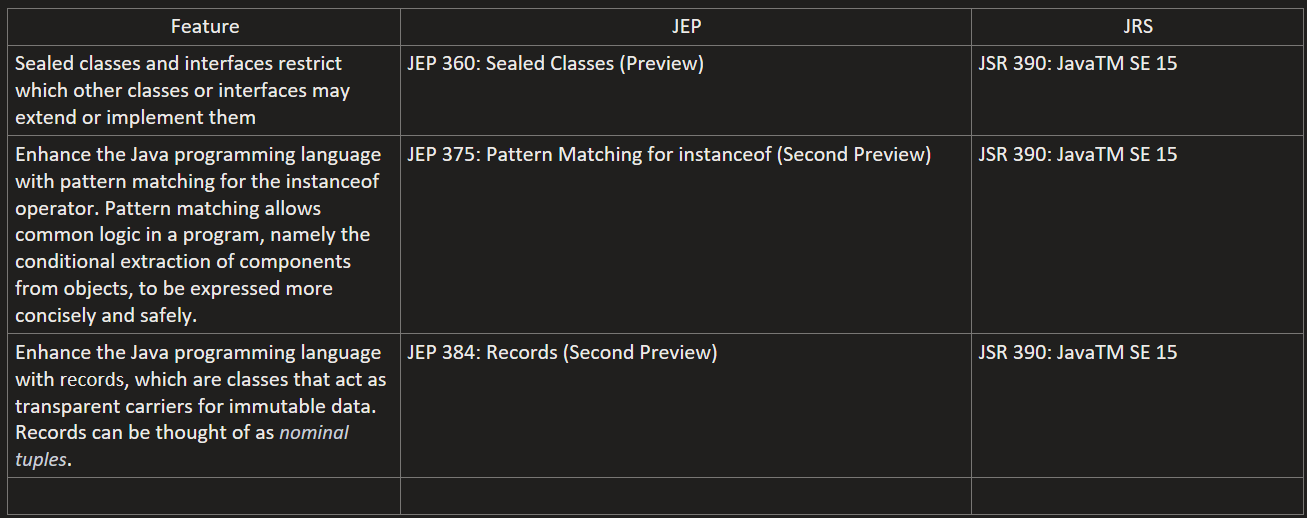 Feature
JEP
JRS
Sealed classes and interfaces restrict
which other classes or interfaces may
extend or implement them
JEP 360: Sealed Classes (Preview)
JSR 390: JavaTM SE 15
Enhance the Java programming language
with pattern matching for the instanceof
operator. Pattern matching allows
common logic in a program, namely the
conditional extraction of components
from objects, to be expressed more
concisely and safely.
JEP 375: Pattern Matching for instanceof (Second Preview)
JSR 390: JavaTM SE 15
Enhance the Java programming language
with records, which are classes that act as
transparent carriers for immutable data.
Records can be thought of as nominal
tuples.
JEP 384: Records (Second Preview)
JSR 390: JavaTM SE 15